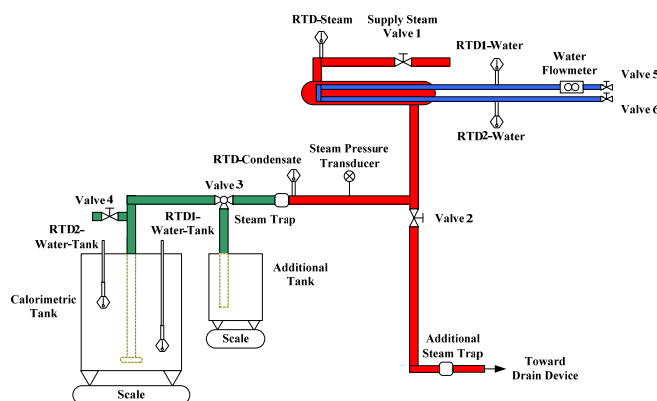 RTD-Steam
Supply Steam
Valve 1
RTD1-Water
Water
Flowmeter
Valve 5
Valve 6
RTD2-Water
RTD-Condensate
Steam Pressure
Transducer
Valve 3
Valve 4
Steam Trap
Valve 2
RTD1-
Water-Tank
RTD2-
Water-Tank
Additional
Tank
Calorimetric
Tank
Scale
Additional
Steam Trap
Toward
Drain Device
Scale